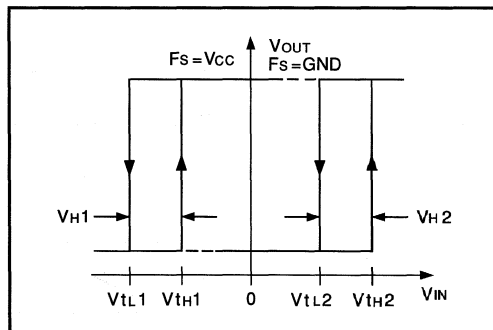 VOUT
FS=VCC FS=GND
VH1 VH2
VtL1 VtH1 0 VtL2 VtH2 VIN